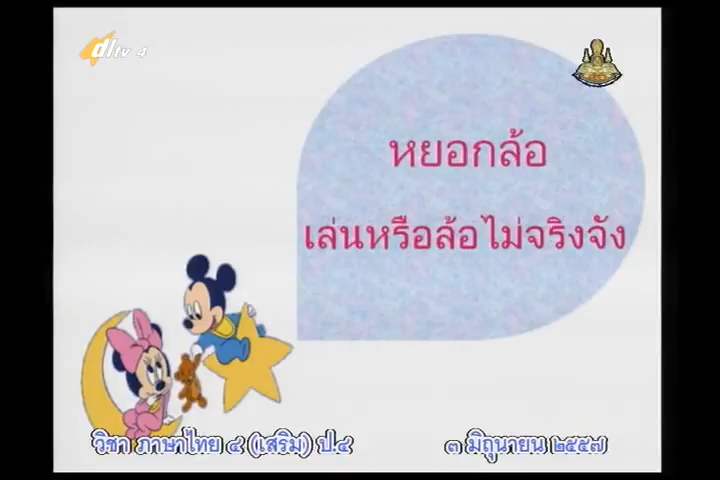 dltv 4
หยอกล้อ
เล่นหรือล้อไม่จริงจัง
วิชา ภาษาไทย ๔ (เสริม) ป.๔
๓ มิถุนายน ๒๕๕๗